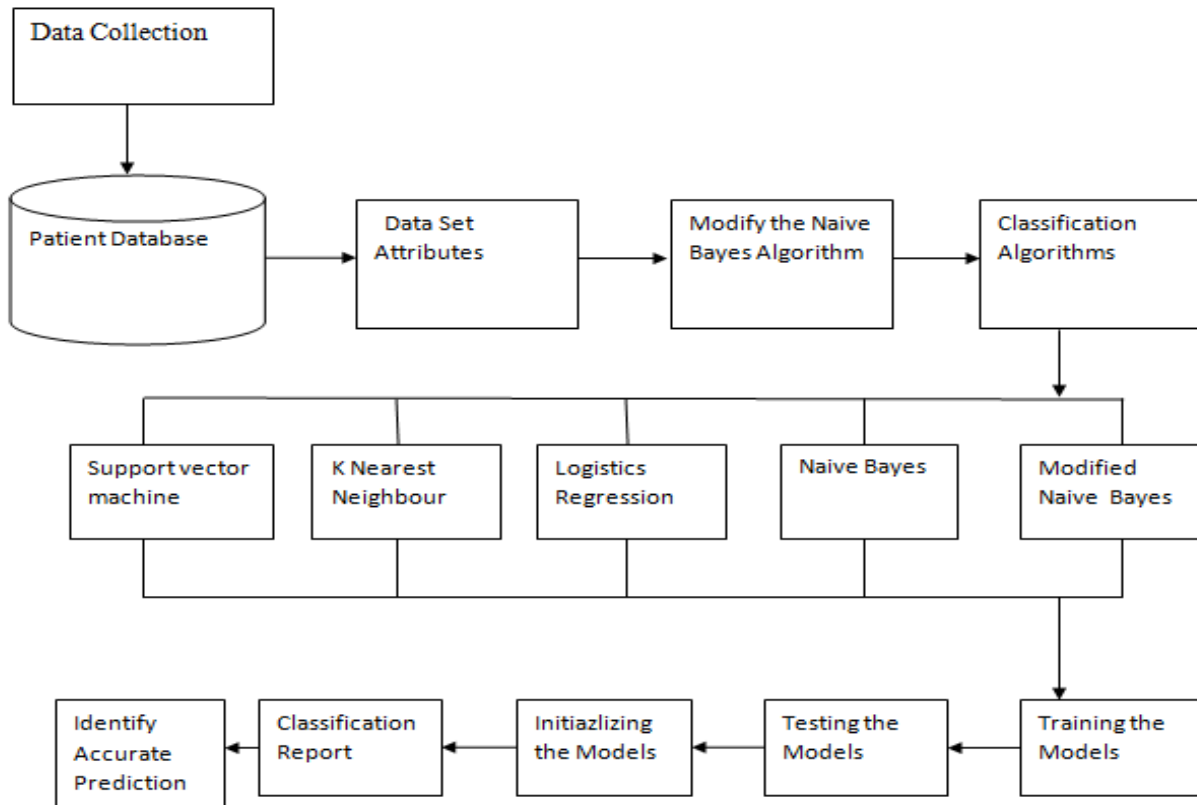 Data Collection
Patient Database
Data Set
Attributes
Modify the Naive
Bayes Algorithm
Classification
Algorithms
Support vector
machine
K Nearest
Neighbour
Logistics
Regression
Naive Bayes
Modified
Naive Bayes
Identify
Accurate
Prediction
Classification
Report
Initiazlizing
the Models
Testing the
Models
Training the
Models